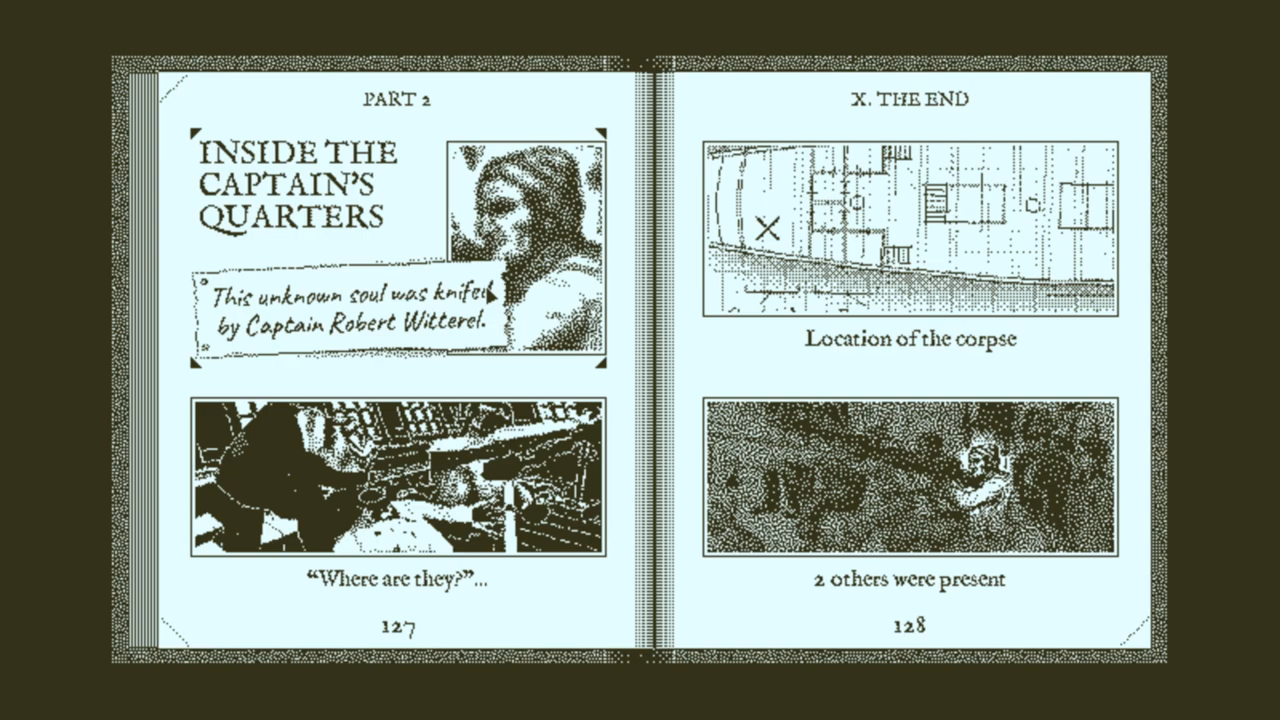 PART 2
INSIDE THE
CAPTAIN'S
QUARTERS
This unknown soul was knifed
by Captain Robert Witterel.
"Where are they?"...
127
X. THE END
Location of the corpse
2 others were present
128